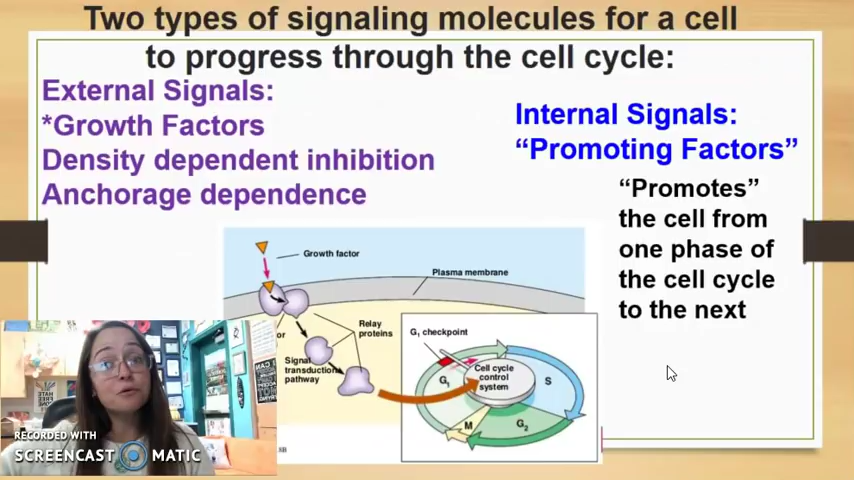 Two types of signaling molecules for a cell
to progress through the cell cycle:
External Signals:
*Growth Factors
Density dependent inhibition
Anchorage dependence
Internal Signals:
“Promoting Factors”
“Promotes”
the cell from
one phase of
the cell cycle
to the next
Growth factor
Plasma membrane
Relay
proteins
or
Signal
transduction
pathway
G₁ checkpoint
Cell cycle
control
system
G₁
S
M
G₂
RECORDED WITH
SCREENCAST MATIC